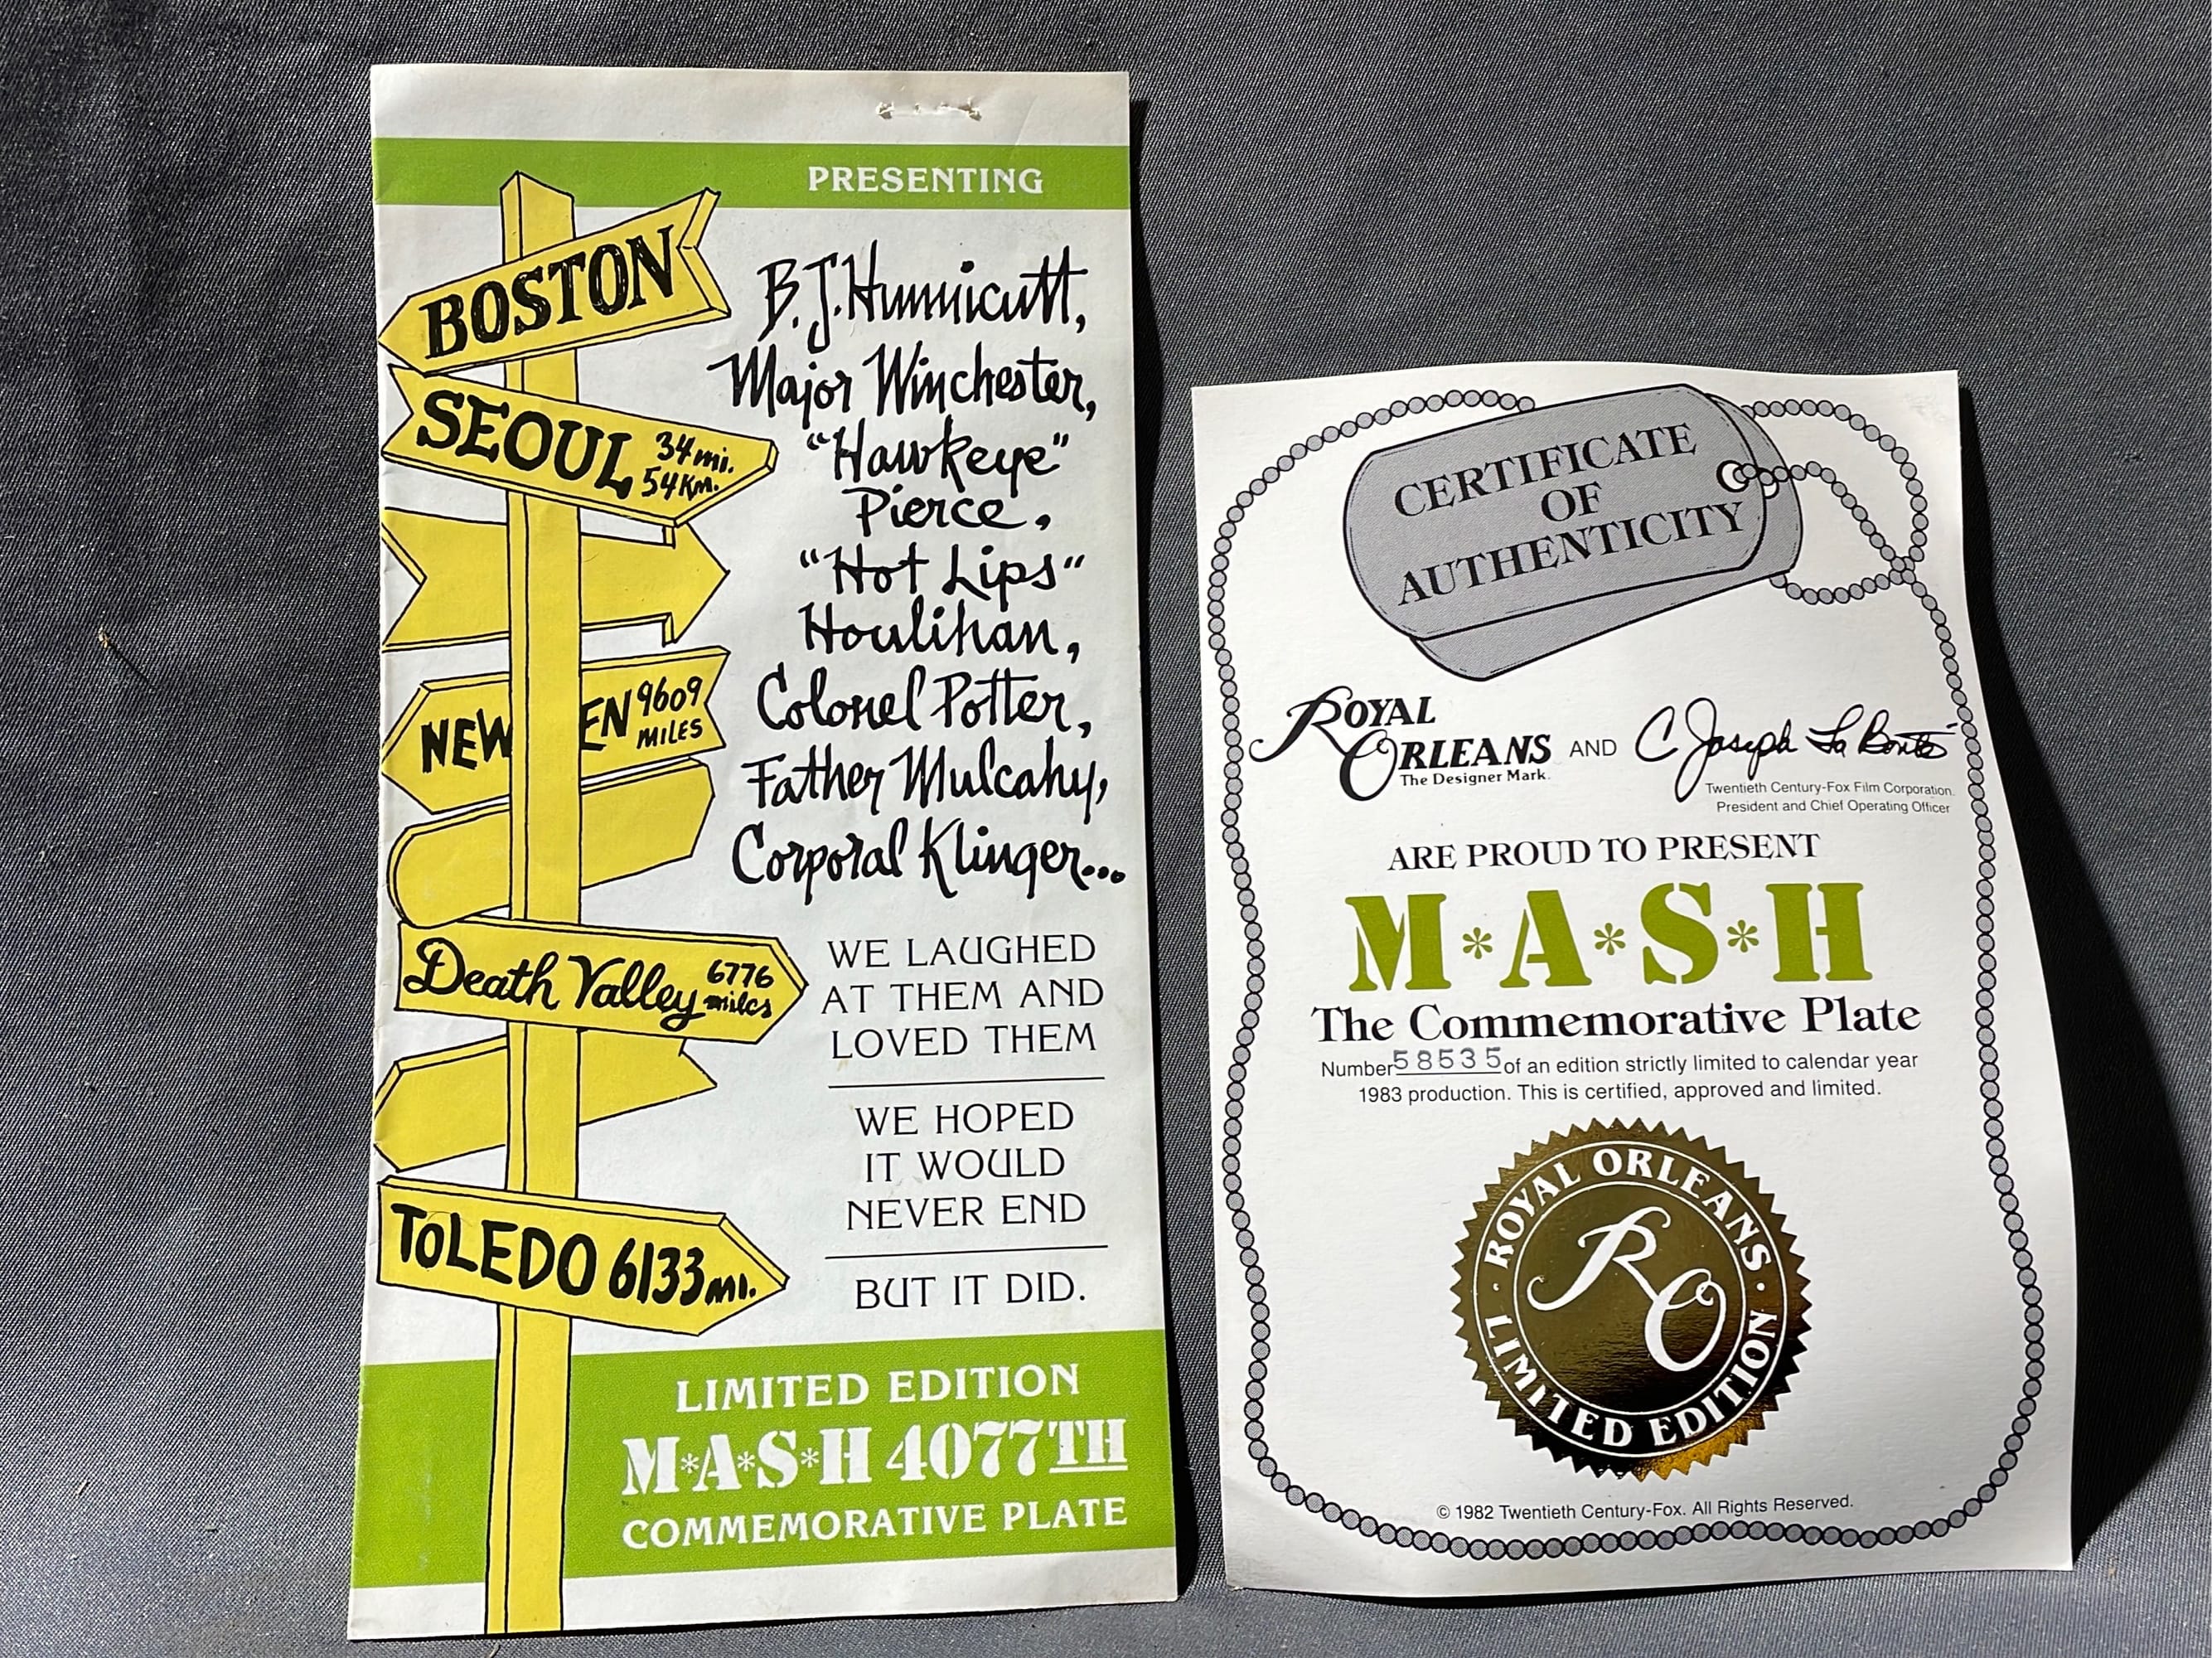 PRESENTING
BOSTON
SEOUL 34 mi.
54 KM.
NEW EN 9609
MILES
Death Valley 6776
miles
TOLEDO 6133 MI.
B.J. Hunnicutt,
Major Winchester,
"Hawkeye"
Pierce,
"Hot Lips"
Houlihan,
Colonel Potter,
Father Mulcahy,
Corporal Klinger...
WE LAUGHED
AT THEM AND
LOVED THEM
WE HOPED
IT WOULD
NEVER END
BUT IT DID.
LIMITED EDITION
M*A*S*H 4077TH
COMMEMORATIVE PLATE
CERTIFICATE
OF
AUTHENTICITY
ROYAL ORLEANS AND C Joseph La Bonté
The Designer Mark.
Twentieth Century-Fox Film Corporation.
President and Chief Operating Officer
ARE PROUD TO PRESENT
M*A*S*H
The Commemorative Plate
Number 58535 of an edition strictly limited to calendar year
1983 production. This is certified, approved and limited.
ROYAL ORLEANS
RO
LIMITED EDITION
© 1982 Twentieth Century-Fox. All Rights Reserved.